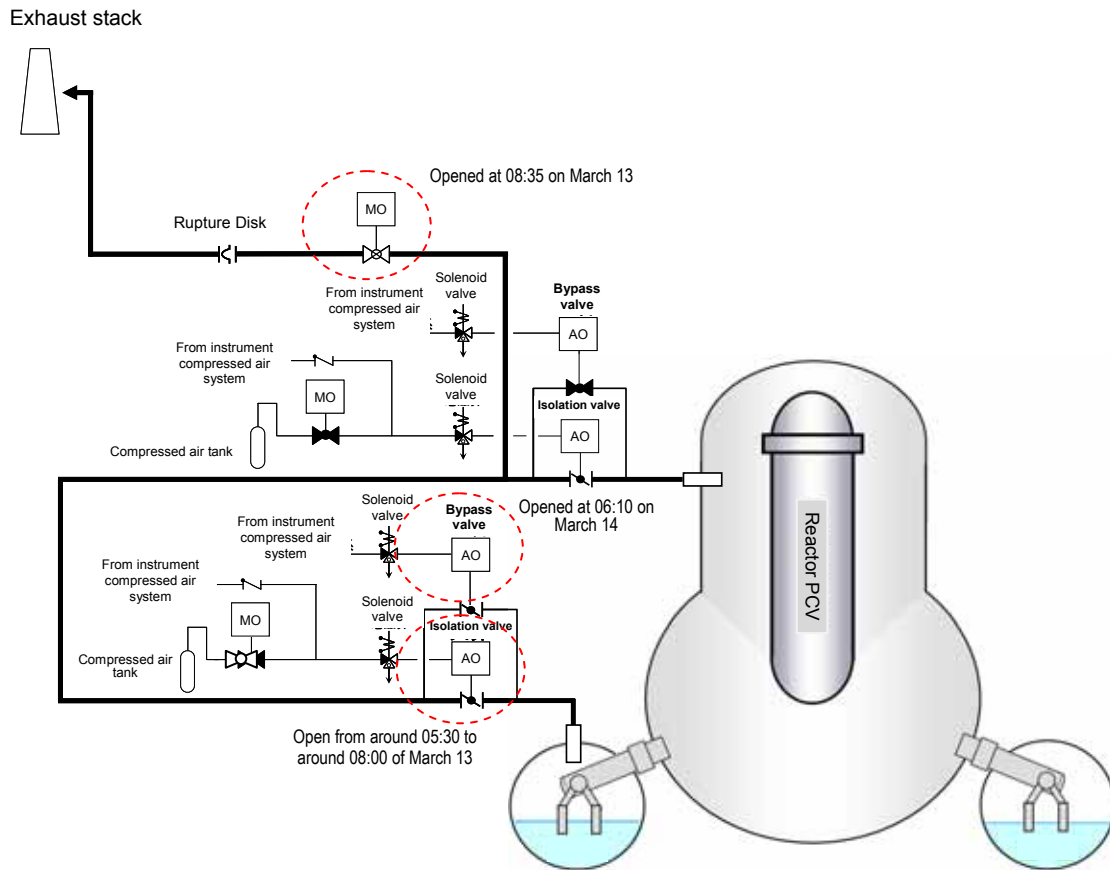 Exhaust stack
Opened at 08:35 on March 13
MO
Rupture Disk
From instrument
compressed air
system
Solenoid
valve
Bypass
valve
AO
From instrument
compressed air
system
MO
Compressed air tank
Solenoid
valve
Isolation valve
AO
Opened at 06:10 on
March 14
From instrument
compressed air
system
Solenoid
valve
Bypass
valve
AO
From instrument
compressed air
system
MO
Compressed air
tank
Solenoid
valve
Isolation valve
AO
Open from around 05:30 to
around 08:00 of March 13
Reactor PCV